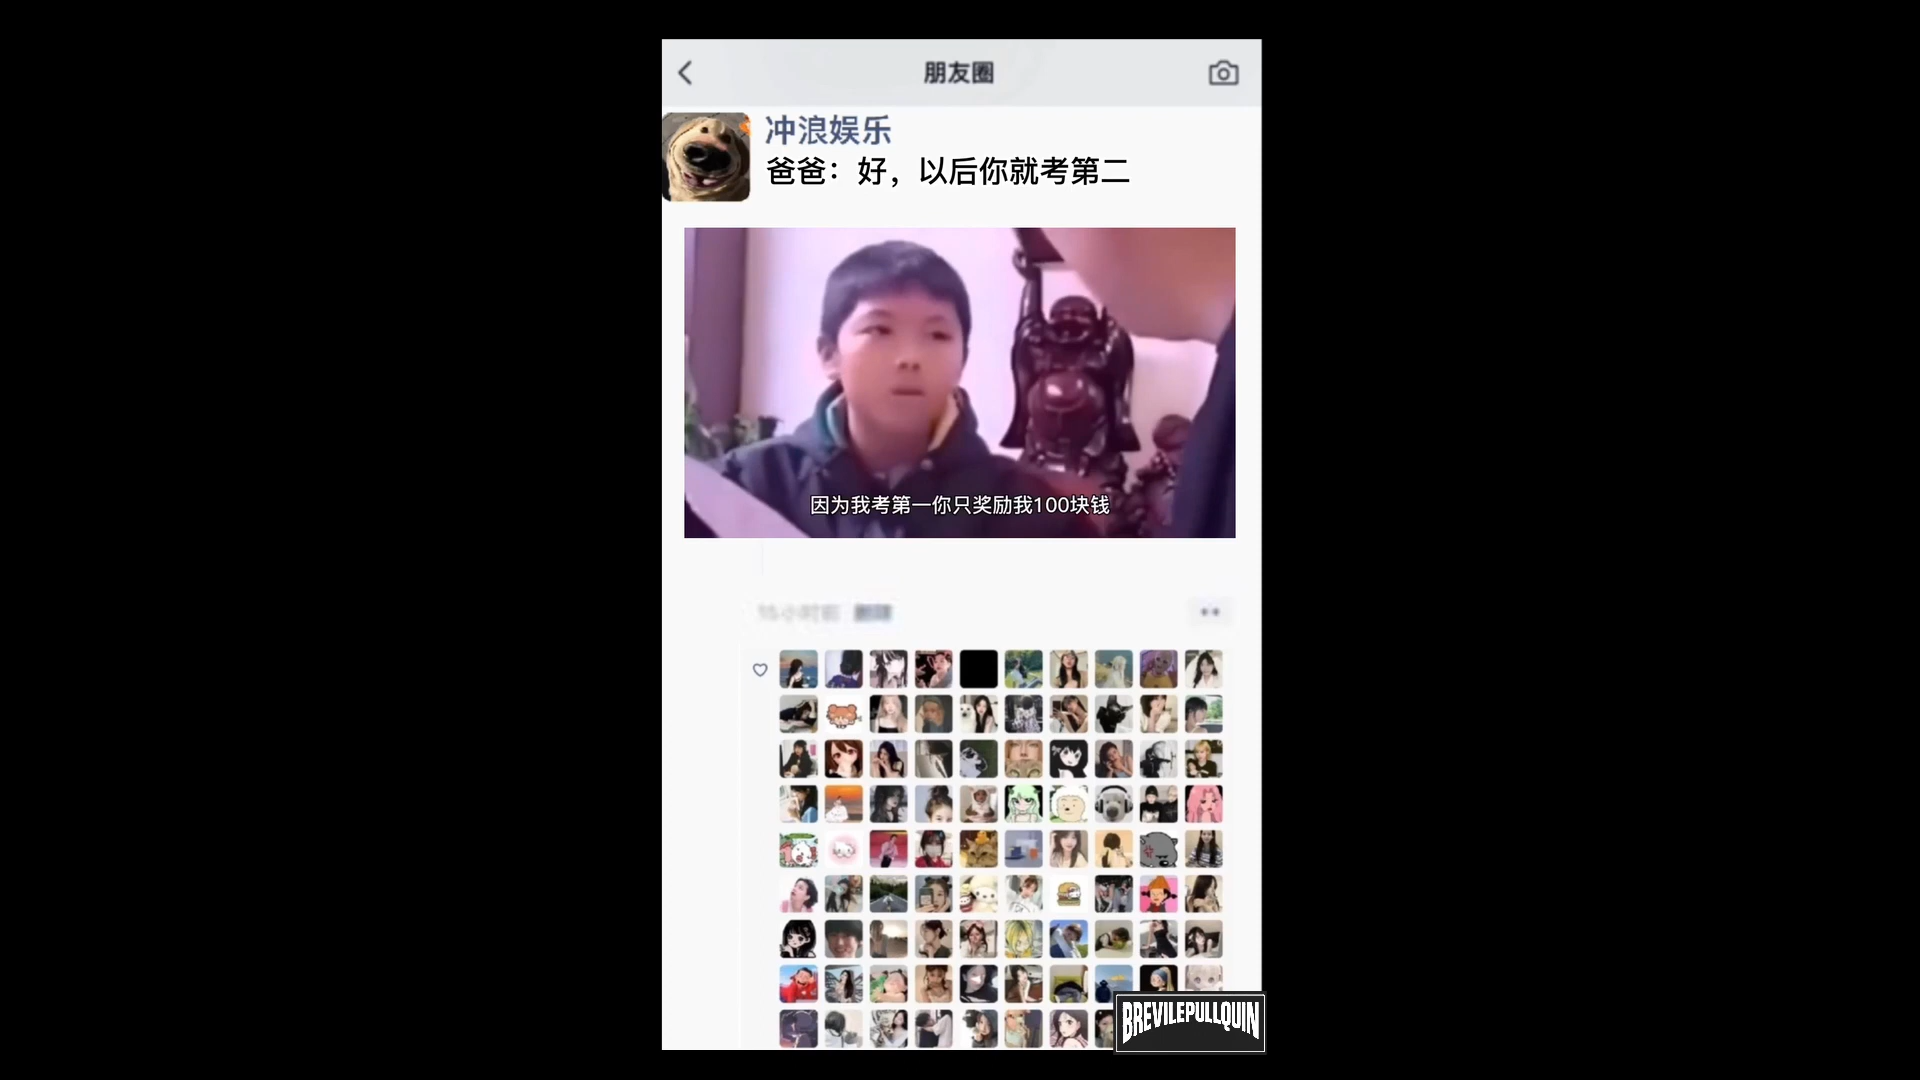 朋友圈
冲浪娱乐
爸爸：好，以后你就考第二
因为我考第一你只奖励我100块钱
BREVILEPULLQUIN